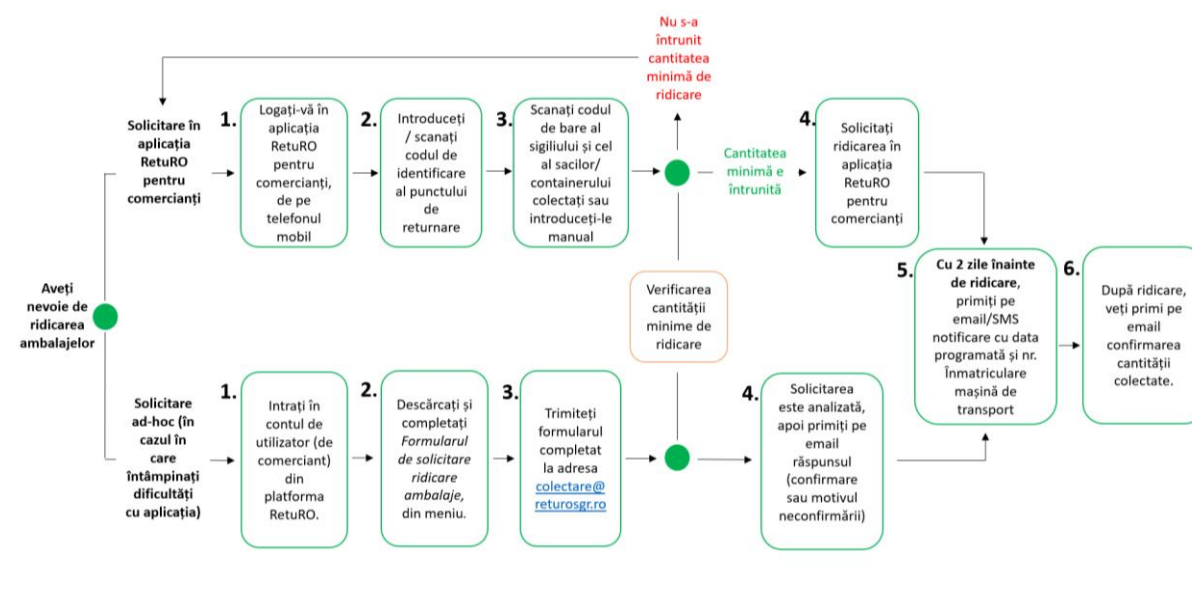 Nu s-a
întrunit
cantitatea
minimă de
ridicare
Solicitare în
aplicația
RetuRO
pentru
comercianți
1.
Logați-vă în
aplicația
RetuRO
pentru
comercianți,
de pe
telefonul
mobil
2.
Introduceți
/ scanați
codul de
identificare
al punctului
de
returnare
3.
Scanați codul
de bare al
sigiliului și cel
al sacilor/
containerului
colectați sau
introduceți-le
manual
Cantitatea
minimă e
întrunită
4.
Solicitați
ridicarea în
aplicația
RetuRO
pentru
comercianți
Aveți
nevoie de
ridicarea
ambalajelor
Verificarea
cantității
minime de
ridicare
5.
Cu 2 zile înainte
de ridicare,
primiți pe
email/SMS
notificare cu data
programată și nr.
Înmatriculare
mașină de
transport
6.
După ridicare,
veți primi pe
email
confirmarea
cantității
colectate.
Solicitare
ad-hoc (în
cazul în
care
întâmpinați
dificultăți
cu aplicația)
1.
Intrați în
contul de
utilizator (de
comerciant)
din
platforma
RetuRO.
2.
Descărcați și
completați
Formularul
de solicitare
ridicare
ambalaje,
din meniu.
3.
Trimiteți
formularul
completat
la adresa
colectare@
returosgr.ro
4.
Solicitarea
este analizată,
apoi primiți pe
email
răspunsul
(confirmare
sau motivul
neconfirmării)